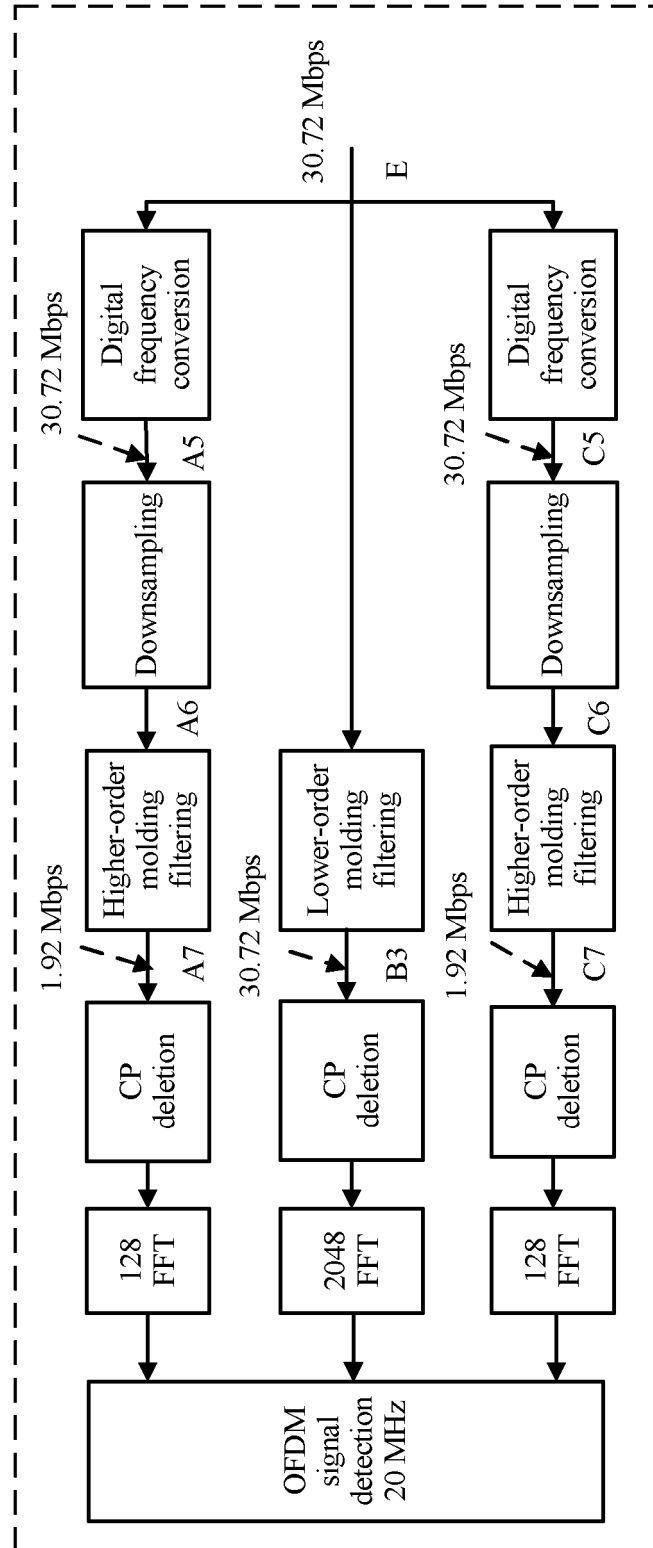 OFDM
signal
detection
20 MHz
128
FFT
CP
deletion
1.92 Mbps
A7
Higher-order
molding
filtering
A6
Downsampling
30.72 Mbps
A5
Digital
frequency
conversion
2048
FFT
CP
deletion
30.72 Mbps
B3
Lower-order
molding
filtering
30.72 Mbps
E
128
FFT
CP
deletion
1.92 Mbps
C7
Higher-order
molding
filtering
C6
Downsampling
30.72 Mbps
C5
Digital
frequency
conversion